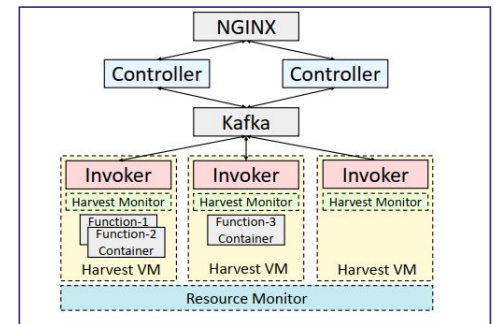 NGINX
Controller Controller
Kafka
Invoker Invoker Invoker
Harvest Monitor Harvest Monitor Harvest Monitor
Function-1 Function-3
Function-2 Container
Container
Harvest VM Harvest VM Harvest VM
Resource Monitor